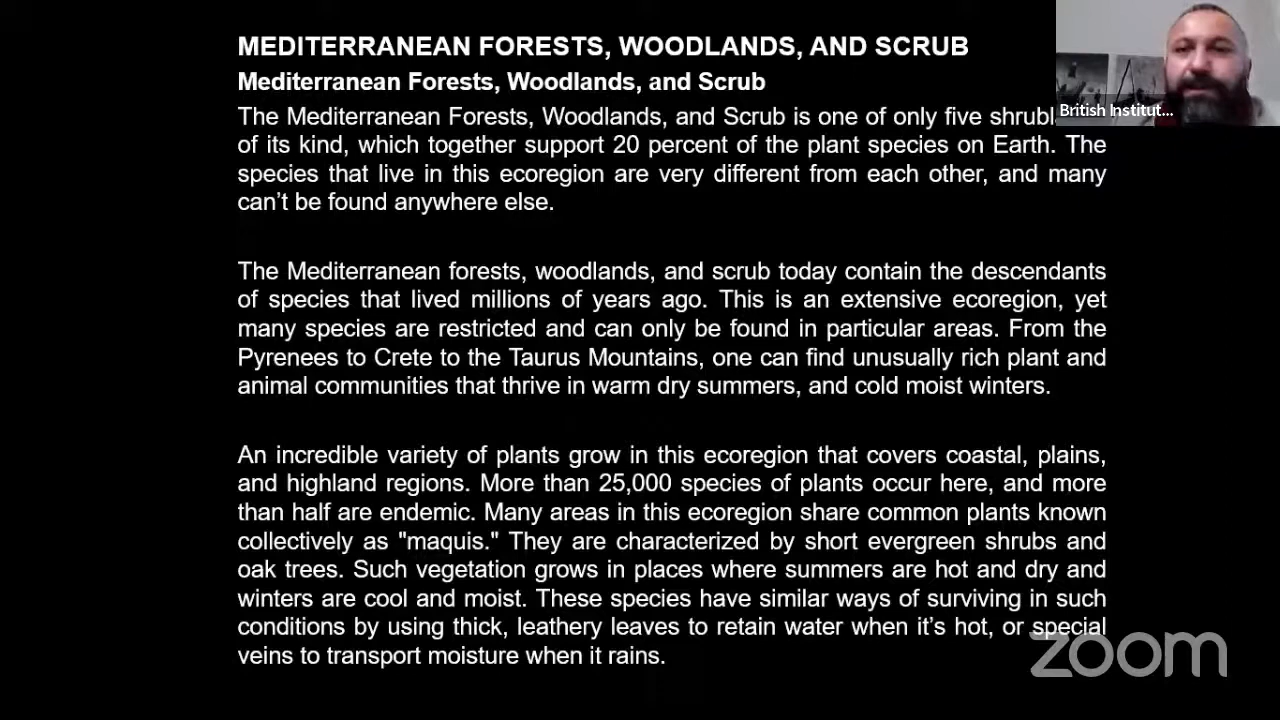 MEDITERRANEAN FORESTS, WOODLANDS, AND SCRUB
Mediterranean Forests, Woodlands, and Scrub
The Mediterranean Forests, Woodlands, and Scrub is one of only five
of its kind, which together support 20 percent of the plant species on Earth. The
species that live in this ecoregion are very different from each other, and many
can't be found anywhere else.
The Mediterranean forests, woodlands, and scrub today contain the descendants
of species that lived millions of years ago. This is an extensive ecoregion, yet
many species are restricted and can only be found in particular areas. From the
Pyrenees to Crete to the Taurus Mountains, one can find unusually rich plant and
animal communities that thrive in warm dry summers, and cold moist winters.
An incredible variety of plants grow in this ecoregion that covers coastal, plains,
and highland regions. More than 25,000 species of plants occur here, and more
than half are endemic. Many areas in this ecoregion share common plants known
collectively as "maquis." They are characterized by short evergreen shrubs and
oak trees. Such vegetation grows in places where summers are hot and dry and
winters are cool and moist. These species have similar ways of surviving in such
conditions by using thick, leathery leaves to retain water when it's hot, or special
veins to transport moisture when it rains.
British Institut...
zoom